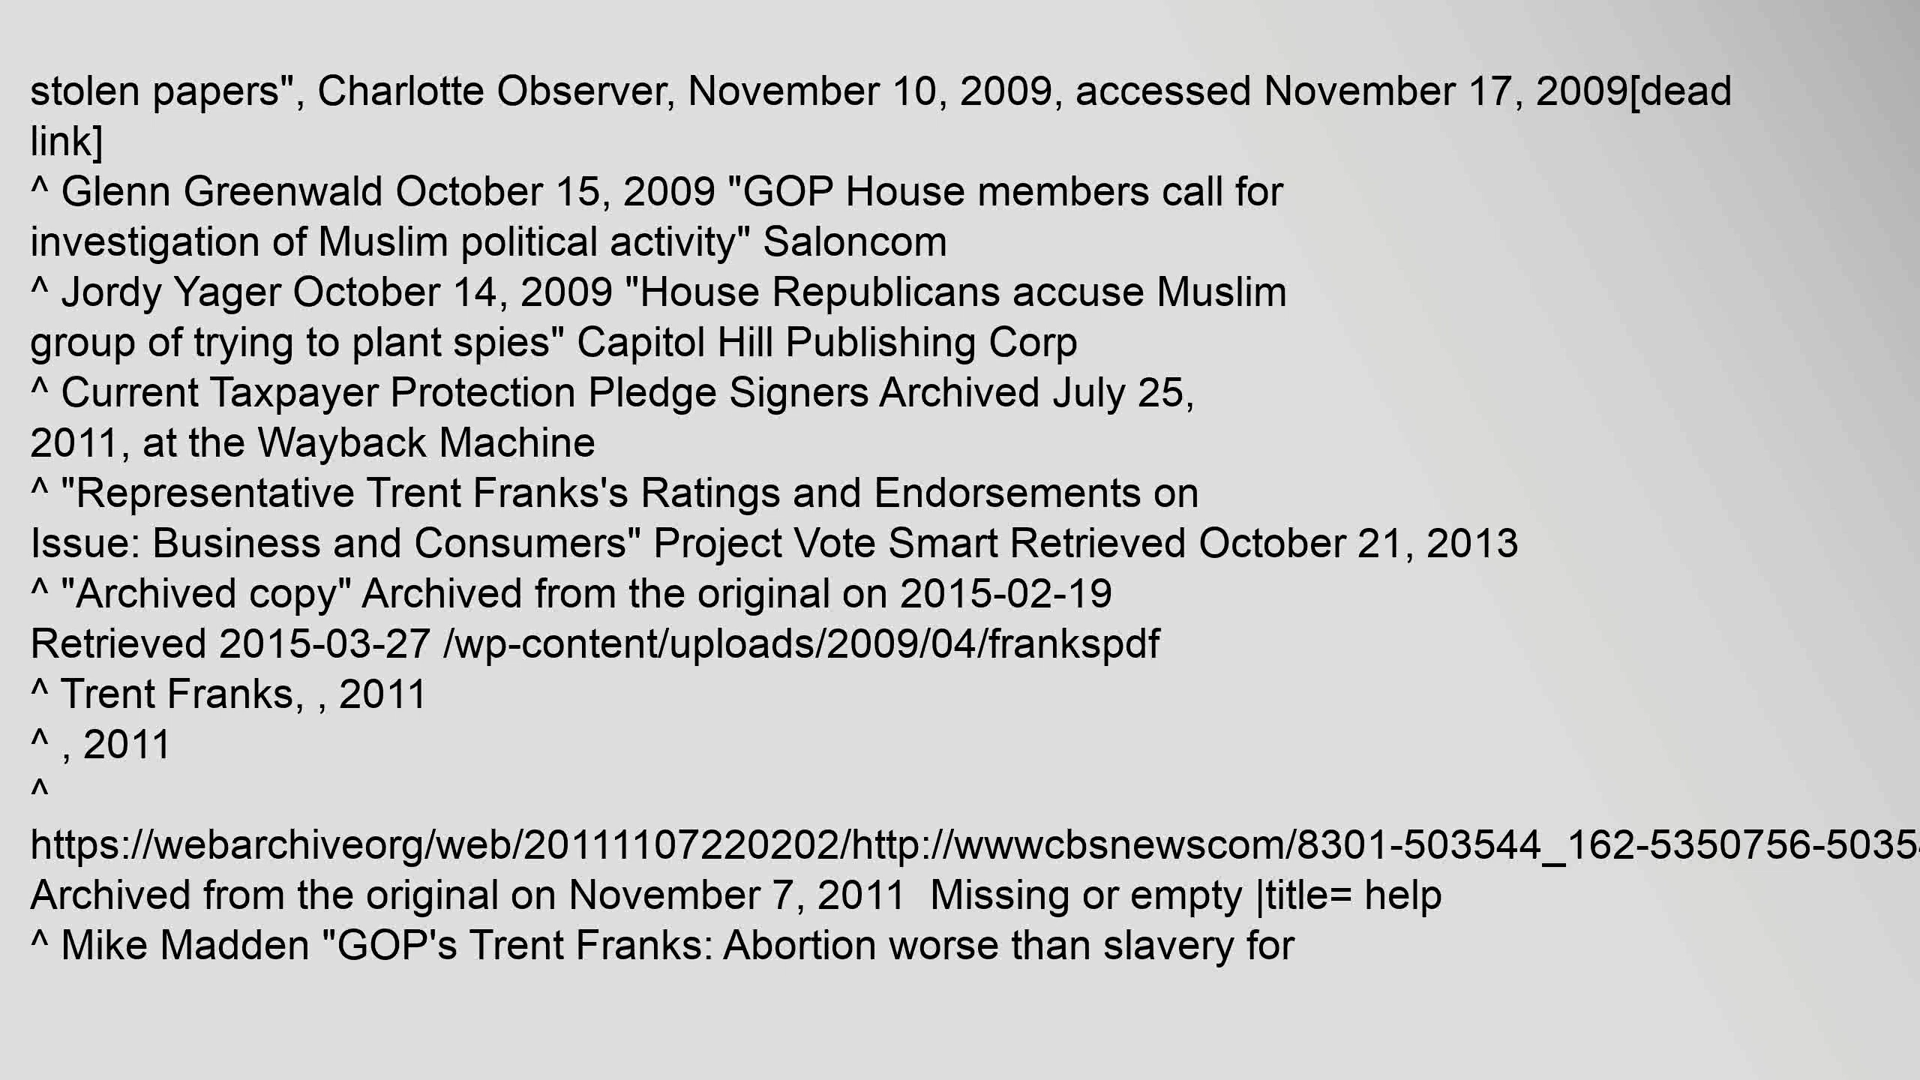 stolen papers", Charlotte Observer, November 10, 2009, accessed November 17, 2009[dead
link]
^ Glenn Greenwald October 15, 2009 "GOP House members call for
investigation of Muslim political activity" Saloncom
^ Jordy Yager October 14, 2009 "House Republicans accuse Muslim
group of trying to plant spies" Capitol Hill Publishing Corp
^ Current Taxpayer Protection Pledge Signers Archived July 25,
2011, at the Wayback Machine
^ "Representative Trent Franks's Ratings and Endorsements on
Issue: Business and Consumers" Project Vote Smart Retrieved October 21, 2013
^ "Archived copy" Archived from the original on 2015-02-19
Retrieved 2015-03-27 /wp-content/uploads/2009/04/frankspdf
^ Trent Franks, , 2011
^ , 2011
^
https://webarchiveorg/web/20111107220202/http://wwwcbsnewscom/8301-503544_162-5350756-5035
Archived from the original on November 7, 2011  Missing or empty |title= help
^ Mike Madden "GOP's Trent Franks: Abortion worse than slavery for